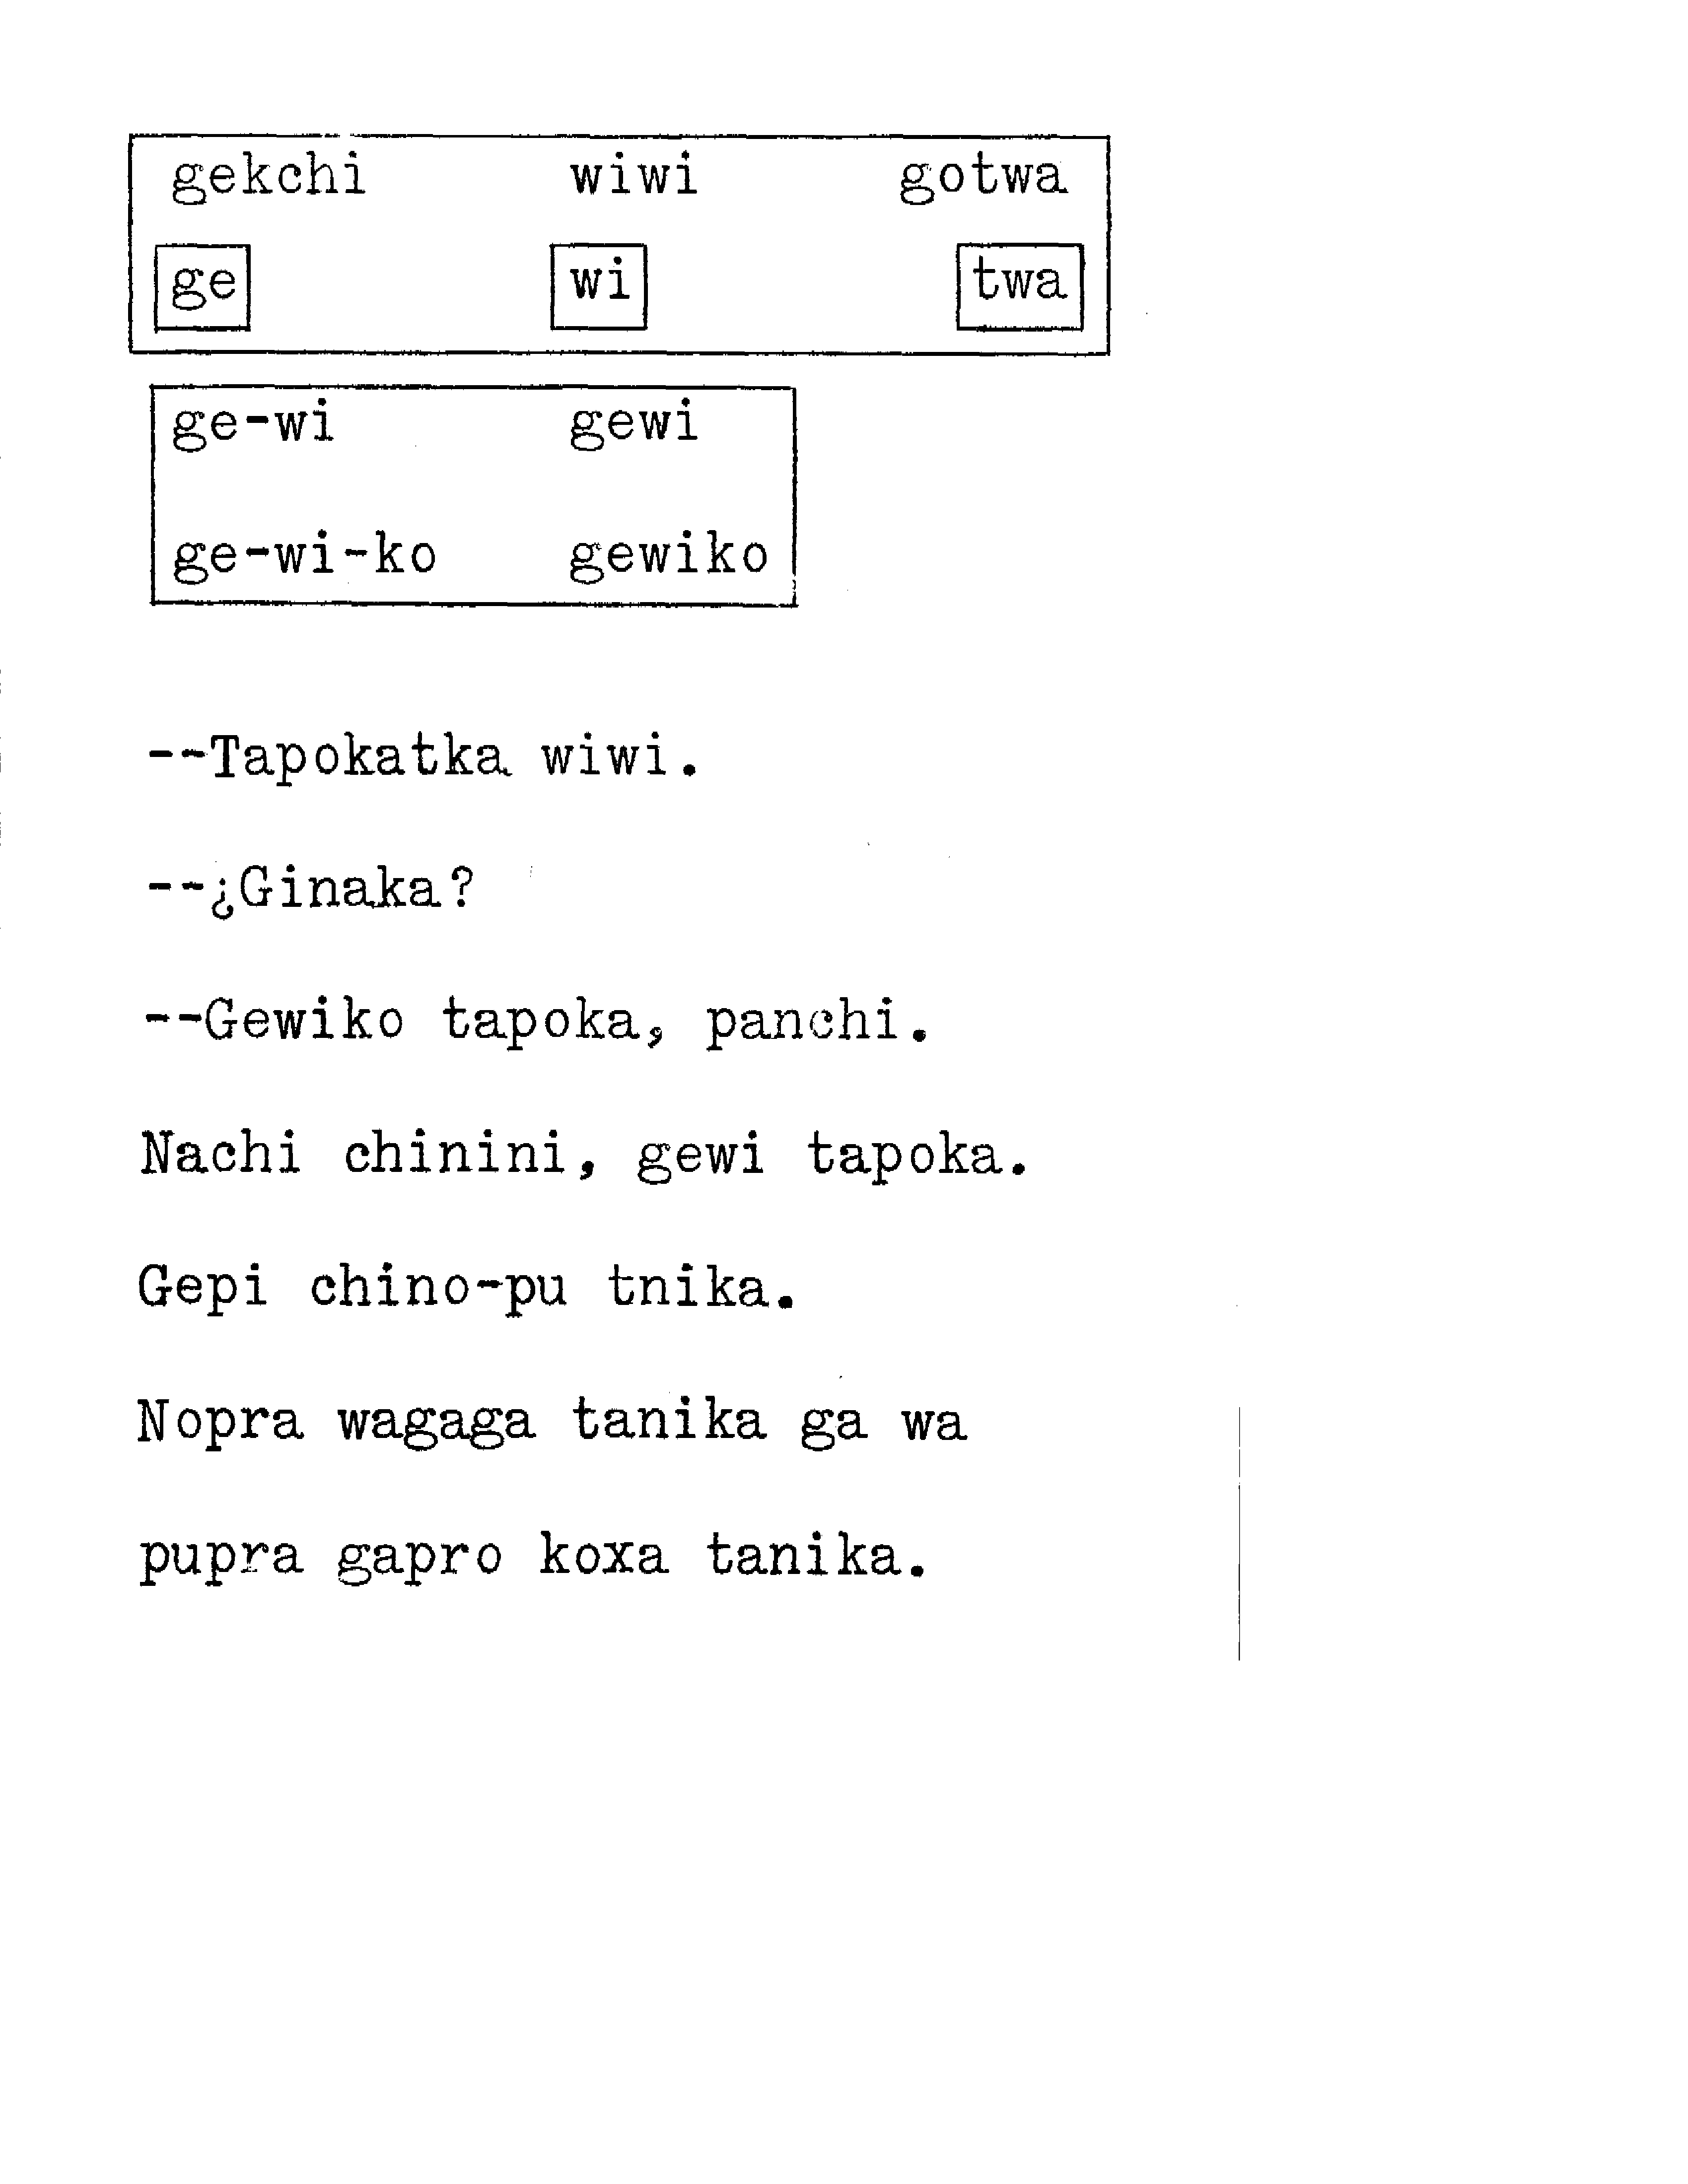 gekchi wiwi gotwa
ge wi twa
ge-wi gewi
ge-wi-ko gewiko
--Tapokatka wiwi.
--¿Ginaka?
--Gewiko tapoka, panchi.
Nachi chinini, gewi tapoka.
Gepi chino-pu tnika.
Nopra wagaga tanika ga wa
pupra gapro koxa tanika.